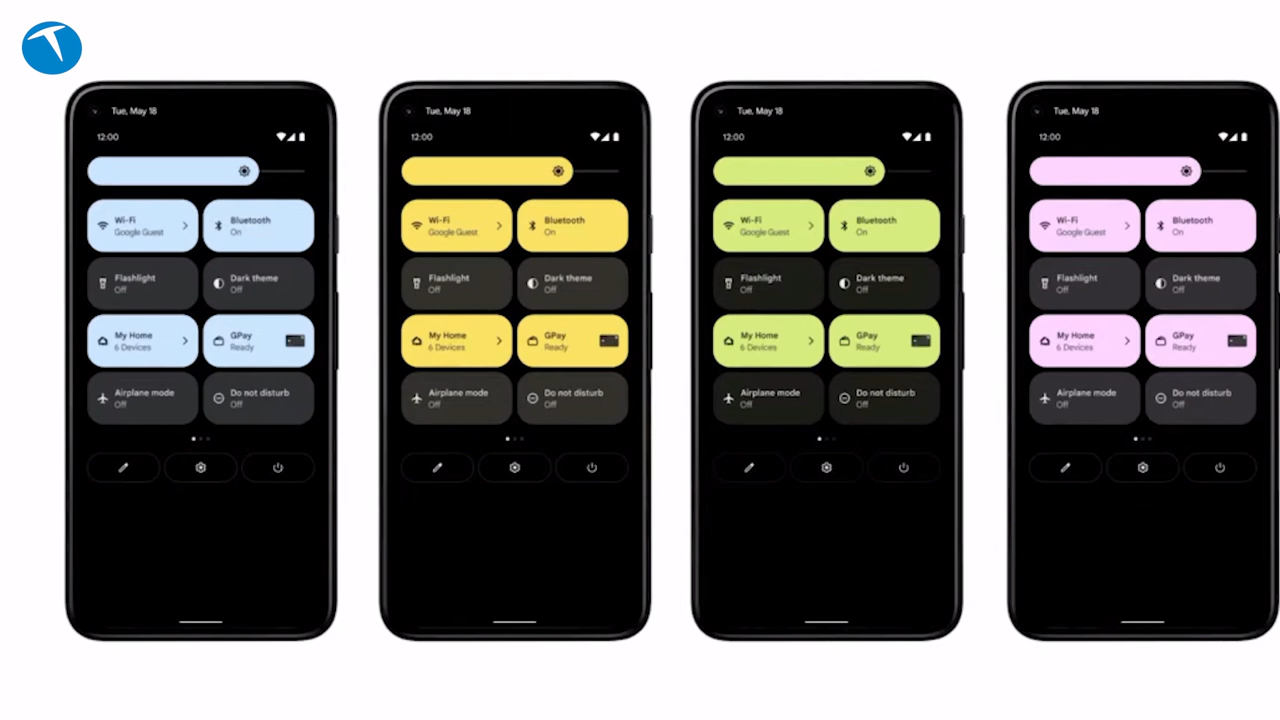 Tue, May 18
12:00
Wi-Fi
Google Guest
Bluetooth
On
Flashlight
Off
Dark theme
Off
My Home
6 Devices
GPay
Ready
Airplane mode
Off
Do not disturb
Off
Tue, May 18
12:00
Wi-Fi
Google Guest
Bluetooth
On
Flashlight
Off
Dark theme
Off
My Home
6 Devices
GPay
Ready
Airplane mode
Off
Do not disturb
Off
Tue, May 18
12:00
Wi-Fi
Google Guest
Bluetooth
On
Flashlight
Off
Dark theme
Off
My Home
6 Devices
GPay
Ready
Airplane mode
Off
Do not disturb
Off
Tue, May 18
12:00
Wi-Fi
Google Guest
Bluetooth
On
Flashlight
Off
Dark theme
Off
My Home
6 Devices
GPay
Ready
Airplane mode
Off
Do not disturb
Off